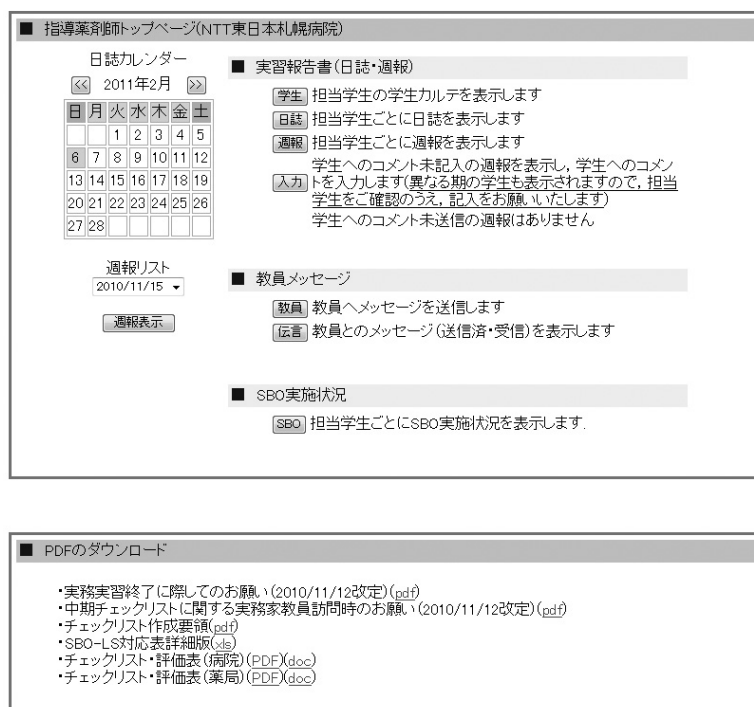 ■ 指導薬剤師トップページ(NTT東日本札幌病院)
日誌カレンダー
<< 2011年2月 >>
日 月 火 水 木 金 土
1 2 3 4 5
6 7 8 9 10 11 12
13 14 15 16 17 18 19
20 21 22 23 24 25 26
27 28
週報リスト
2010/11/15 ▼
週報表示
■ 実習報告書(日誌・週報)
学生 担当学生の学生カルテを表示します
日誌 担当学生ごとに日誌を表示します
週報 担当学生ごとに週報を表示します
学生へのコメント未記入の週報を表示し, 学生へのコメン
入力 トを入力します(異なる期の学生も表示されますので, 担当
学生をご確認のうえ, 記入をお願いいたします)
学生へのコメント未送信の週報はありません
■ 教員メッセージ
教員 教員へメッセージを送信します
伝言 教員とのメッセージ(送信済・受信)を表示します
■ SBO実施状況
SBO 担当学生ごとにSBO実施状況を表示します.
■ PDFのダウンロード
・実務実習終了に際してのお願い(2010/11/12改定)(pdf)
・中期チェックリストに関する実務家教員訪問時のお願い(2010/11/12改定)(pdf)
・チェックリスト作成要領(pdf)
・SBO-LS対応表詳細版(xls)
・チェックリスト・評価表(病院)(PDF)(doc)
・チェックリスト・評価表(薬局)(PDF)(doc)